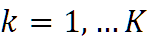 k = 1, … K